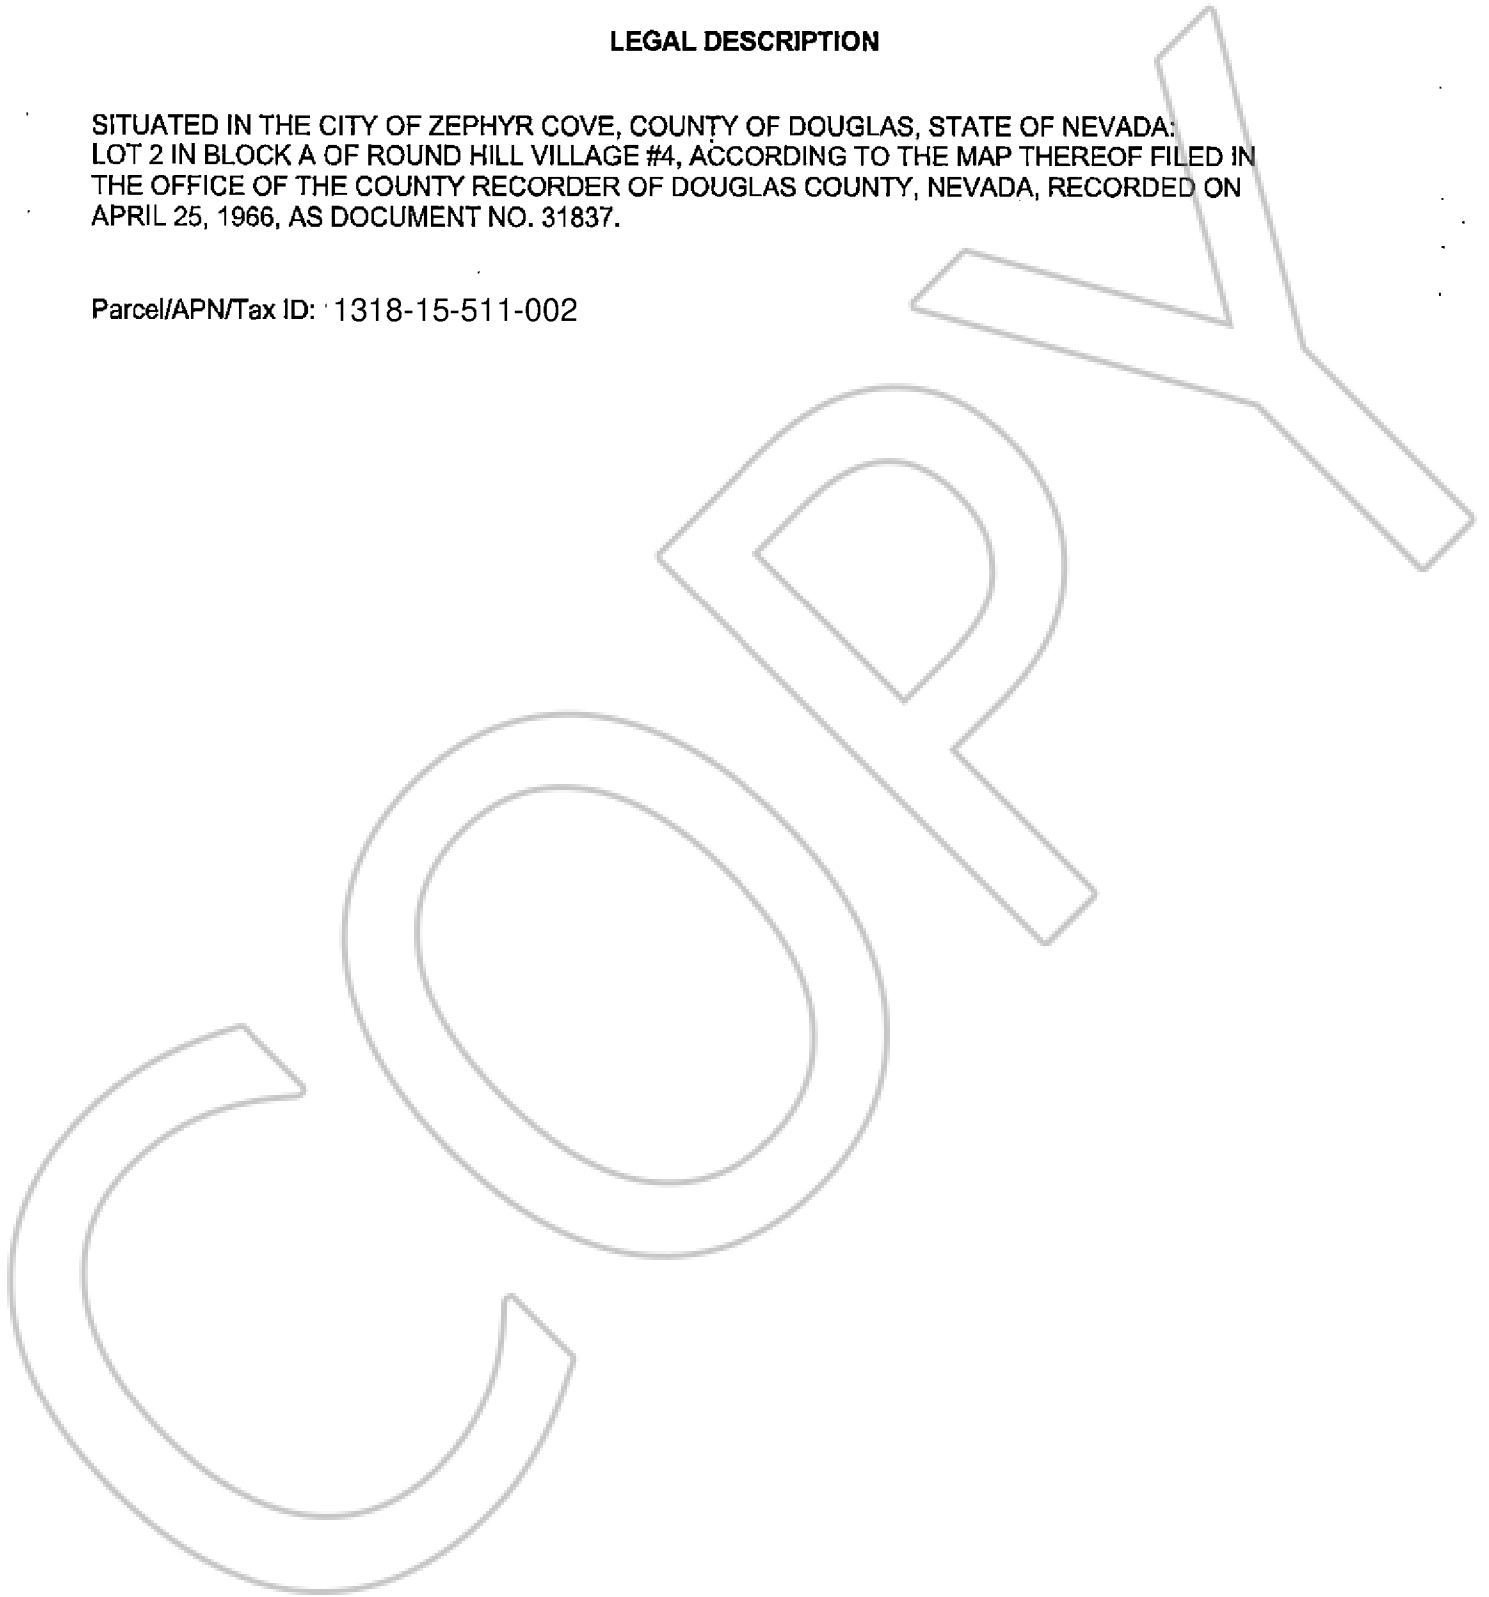 LEGAL DESCRIPTION
SITUATED IN THE CITY OF ZEPHYR COVE, COUNTY OF DOUGLAS, STATE OF NEVADA:
LOT 2 IN BLOCK A OF ROUND HILL VILLAGE #4, ACCORDING TO THE MAP THEREOF FILED IN
THE OFFICE OF THE COUNTY RECORDER OF DOUGLAS COUNTY, NEVADA, RECORDED ON
APRIL 25, 1966, AS DOCUMENT NO. 31837.
Parcel/APN/Tax ID: 1318-15-511-002
COPY